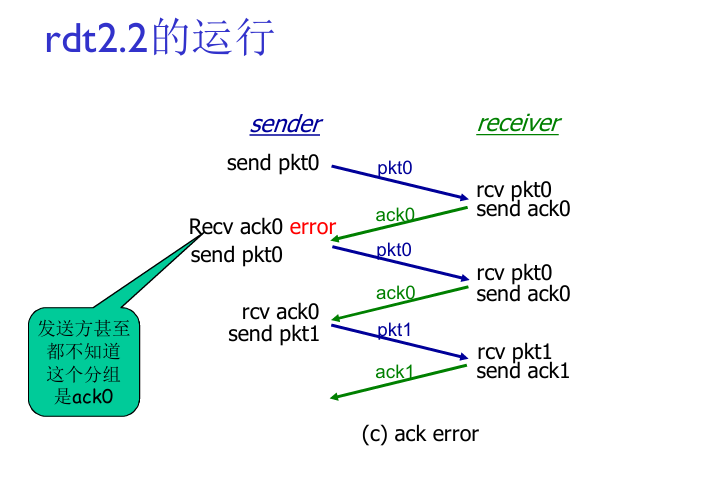 rdt2.2的运行
sender
receiver
send pkt0
pkt0
rcv pkt0
send ack0
ack0
Recv ack0 error
send pkt0
pkt0
rcv pkt0
send ack0
ack0
rcv ack0
send pkt1
pkt1
rcv pkt1
send ack1
ack1
发送方甚至
都不知道
这个分组
是ack0
(c) ack error